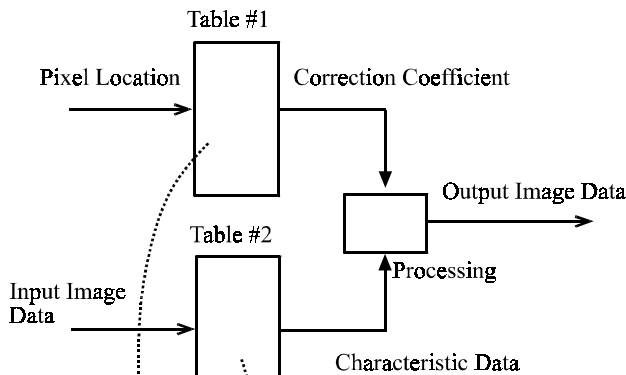 Table #1
Pixel Location
Correction Coefficient
Output Image Data
Table #2
Processing
Input Image
Data
Characteristic Data